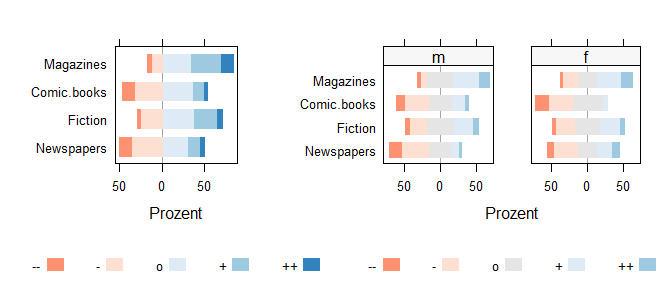 m f
Magazines
Comic.books
Fiction
Newspapers
50 0 50
Prozent
Magazines
Comic.books
Fiction
Newspapers
50 0 50 50 0 50
Prozent
-- - o + ++
-- - o + ++